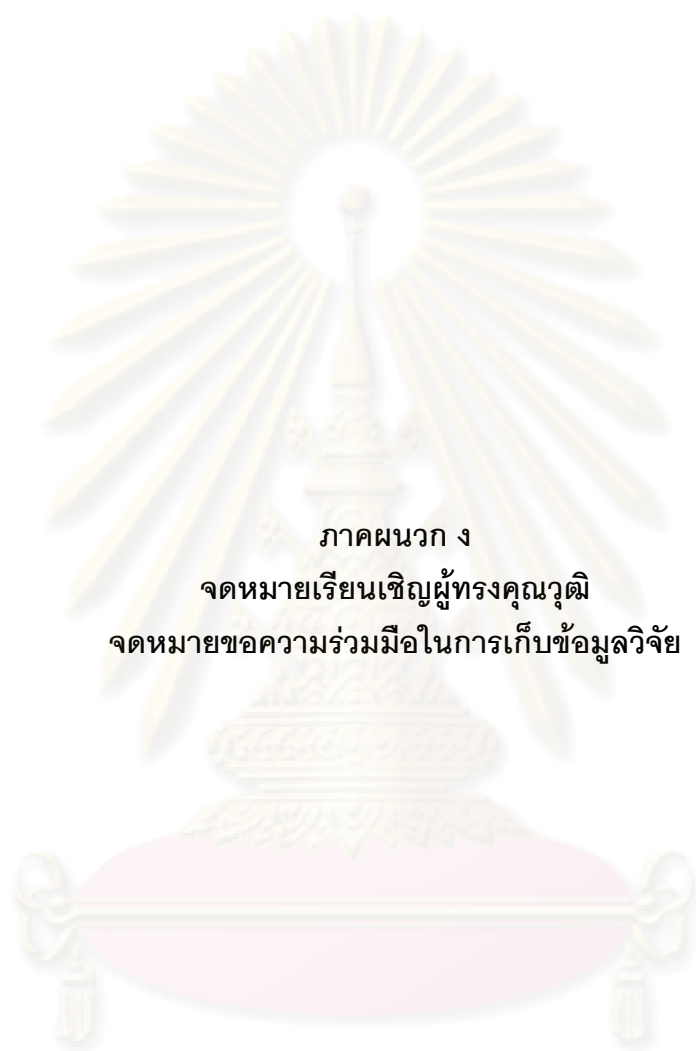 ภาคผนวก ง
จดหมายเรียนเชิญผู้ทรงคุณวุฒิ
จดหมายขอความร่วมมือในการเก็บข้อมูลวิจัย